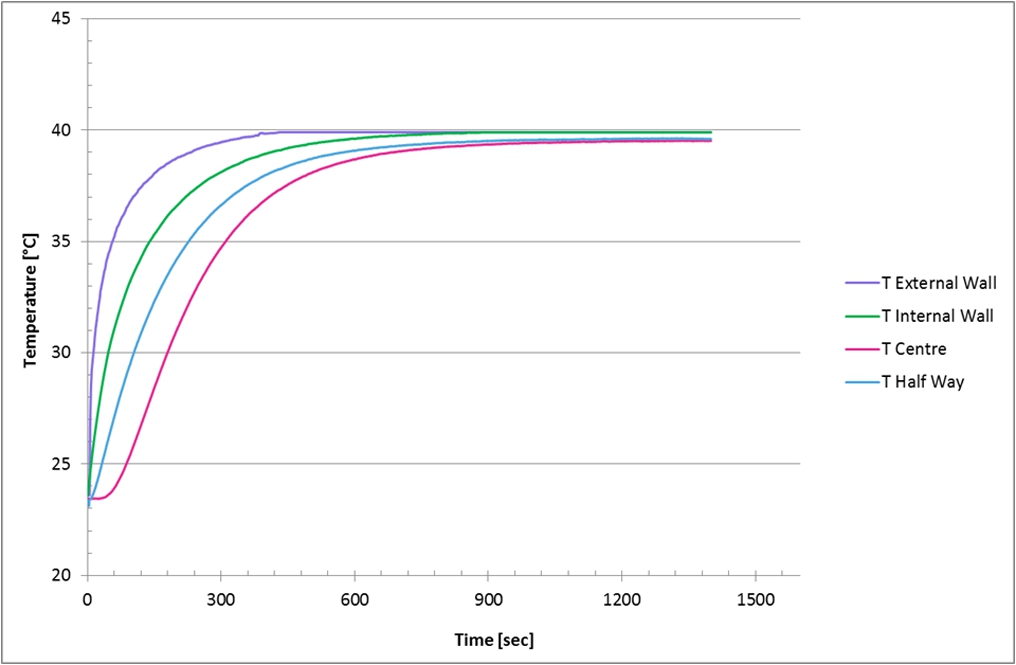 45
40
35
30
25
20
Temperature [°C]
0 300 600 900 1200 1500
Time [sec]
T External Wall
T Internal Wall
T Centre
T Half Way